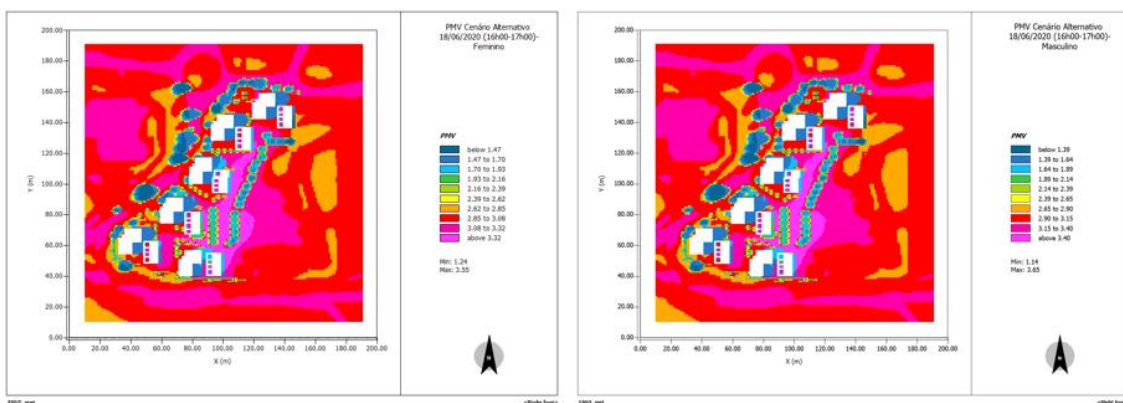 PMV Cenário Alternativo
18/06/2020 (16h00-17h00)-
Feminino
200.00
180.00
160.00
140.00
120.00
100.00
80.00
60.00
40.00
20.00
0.00
Y (m)
0.00 20.00 40.00 60.00 80.00 100.00 120.00 140.00 160.00 180.00 200.00
X (m)
PMV
below 1.47
1.47 to 1.70
1.70 to 1.93
1.93 to 2.16
2.16 to 2.39
2.39 to 2.62
2.62 to 2.85
2.85 to 3.08
3.08 to 3.32
above 3.32
Min: 1.24
Max: 3.55
N
PMV Cenário Alternativo
18/06/2020 (16h00-17h00)-
Masculino
200.00
180.00
160.00
140.00
120.00
100.00
80.00
60.00
40.00
20.00
0.00
Y (m)
0.00 20.00 40.00 60.00 80.00 100.00 120.00 140.00 160.00 180.00 200.00
X (m)
PMV
below 1.39
1.39 to 1.64
1.64 to 1.89
1.89 to 2.14
2.14 to 2.39
2.39 to 2.65
2.65 to 2.90
2.90 to 3.15
3.15 to 3.40
above 3.40
Min: 1.14
Max: 3.65
N